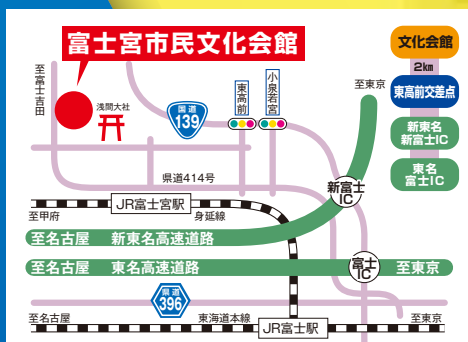 富士宮市民文化会館
至富士吉田
浅間大社
国道
139
東高前
小泉若宮
至東京
文化会館
2km
東高前交差点
新東名
新富士IC
東名
富士IC
県道414号
新富士
IC
JR富士宮駅
至甲府
身延線
至名古屋 新東名高速道路
至名古屋 東名高速道路
富士
IC
至東京
県道
396
至名古屋
東海道本線
至東京
JR富士駅